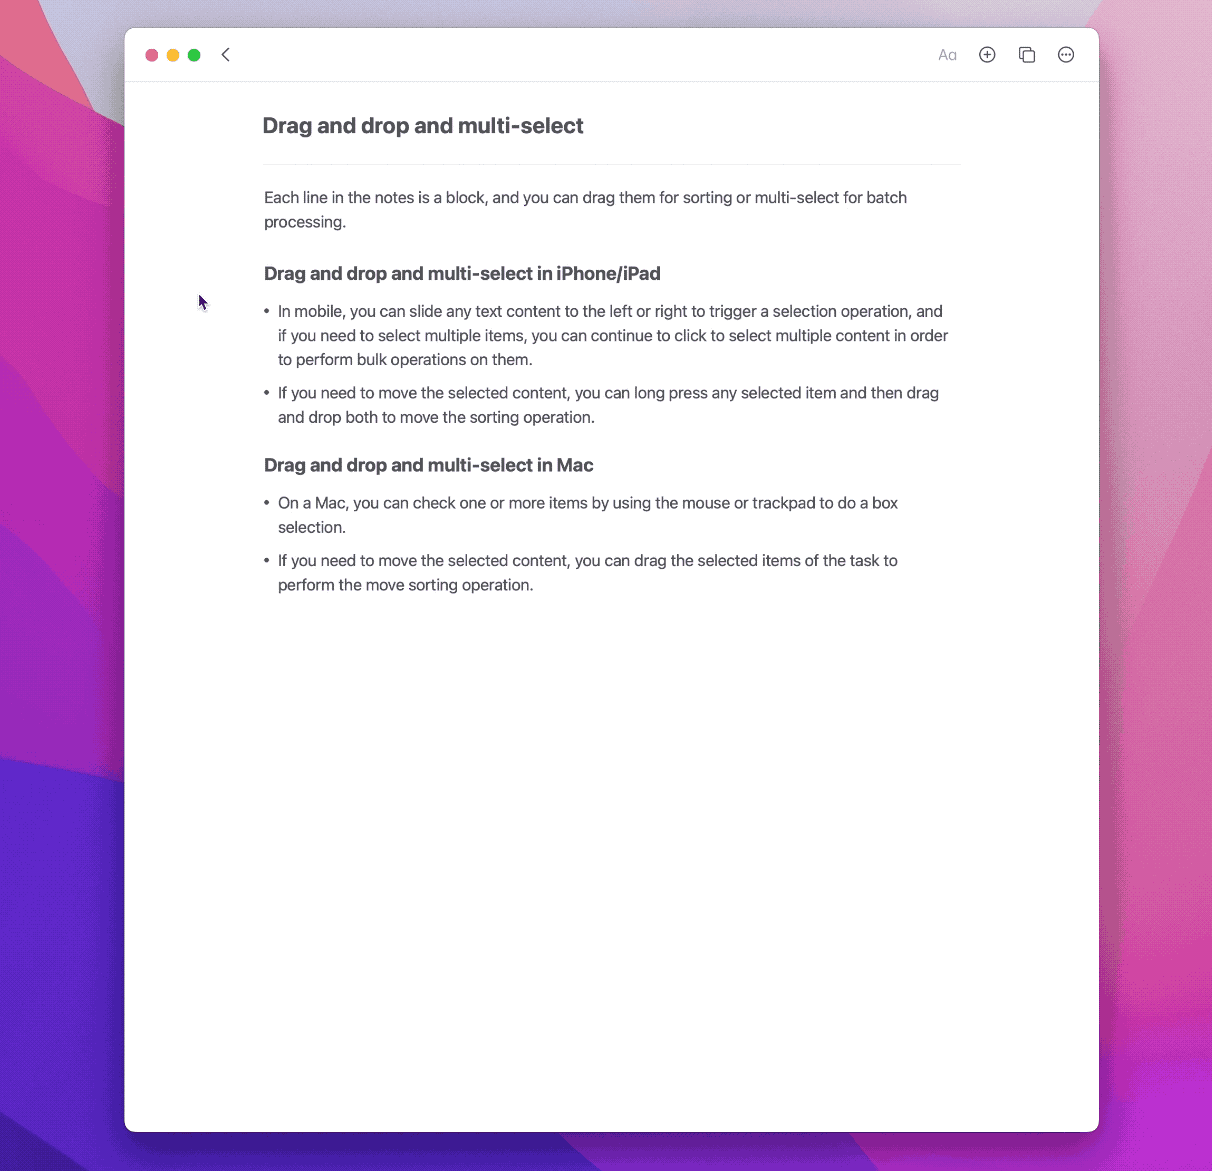 Aa
Drag and drop and multi-select
Each line in the notes is a block, and you can drag them for sorting or multi-select for batch
processing.
Drag and drop and multi-select in iPhone/iPad
• In mobile, you can slide any text content to the left or right to trigger a selection operation, and
if you need to select multiple items, you can continue to click to select multiple content in order
to perform bulk operations on them.
• If you need to move the selected content, you can long press any selected item and then drag
and drop both to move the sorting operation.
Drag and drop and multi-select in Mac
• On a Mac, you can check one or more items by using the mouse or trackpad to do a box
selection.
• If you need to move the selected content, you can drag the selected items of the task to
perform the move sorting operation.